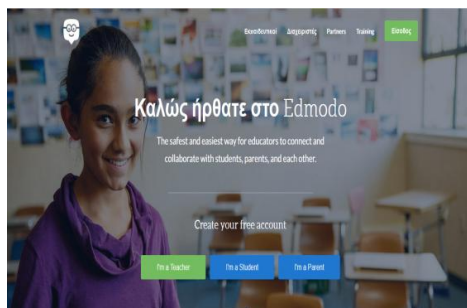 Εκπαιδευτικοί Διαχειριστής Partners Training Είσοδος
Καλώς ήρθατε στο Edmodo
The safest and easiest way for educators to connect and
collaborate with students, parents, and each other.
Create your free account
I'm a Teacher I'm a Student I'm a Parent